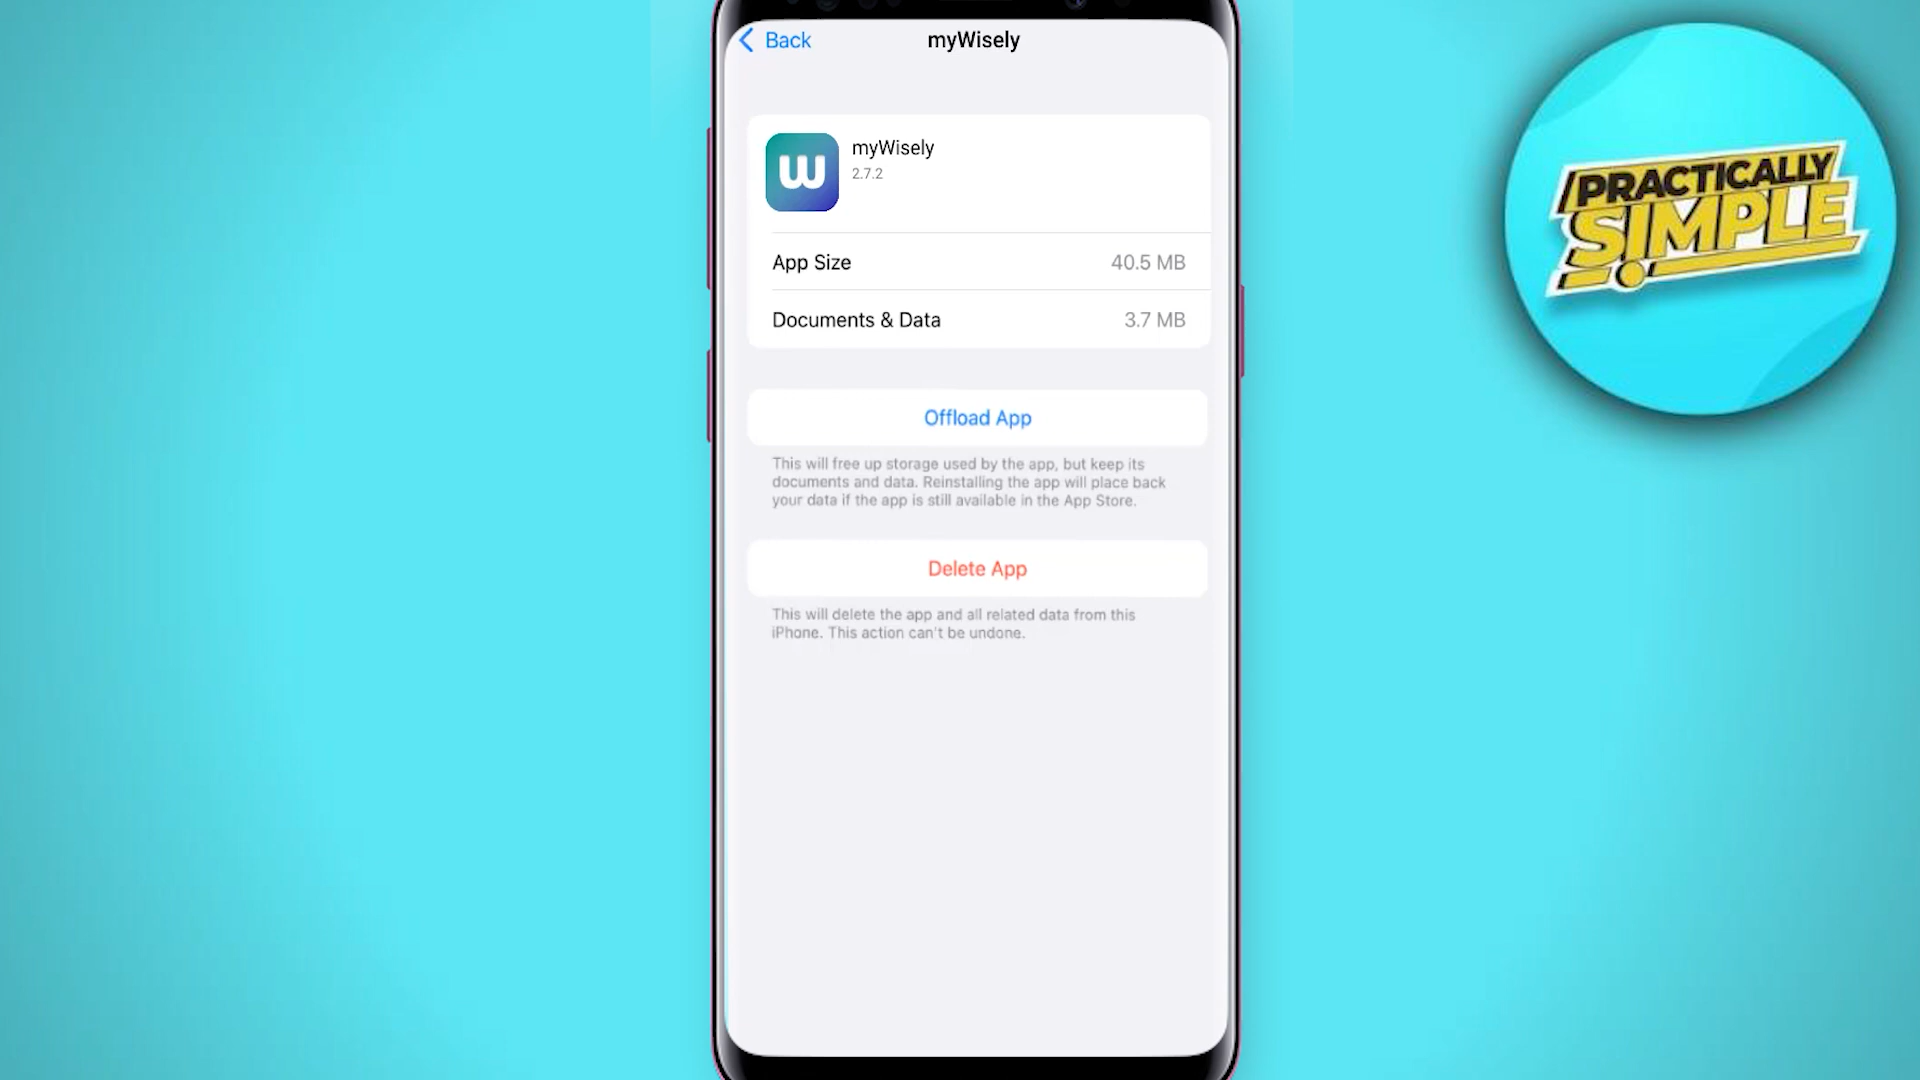 Back
myWisely
myWisely
2.7.2
App Size 40.5 MB
Documents & Data 3.7 MB
Offload App
This will free up storage used by the app, but keep its
documents and data. Reinstalling the app will place back
your data if the app is still available in the App Store.
Delete App
This will delete the app and all related data from this
iPhone. This action can't be undone.
PRACTICALLY
SIMPLE